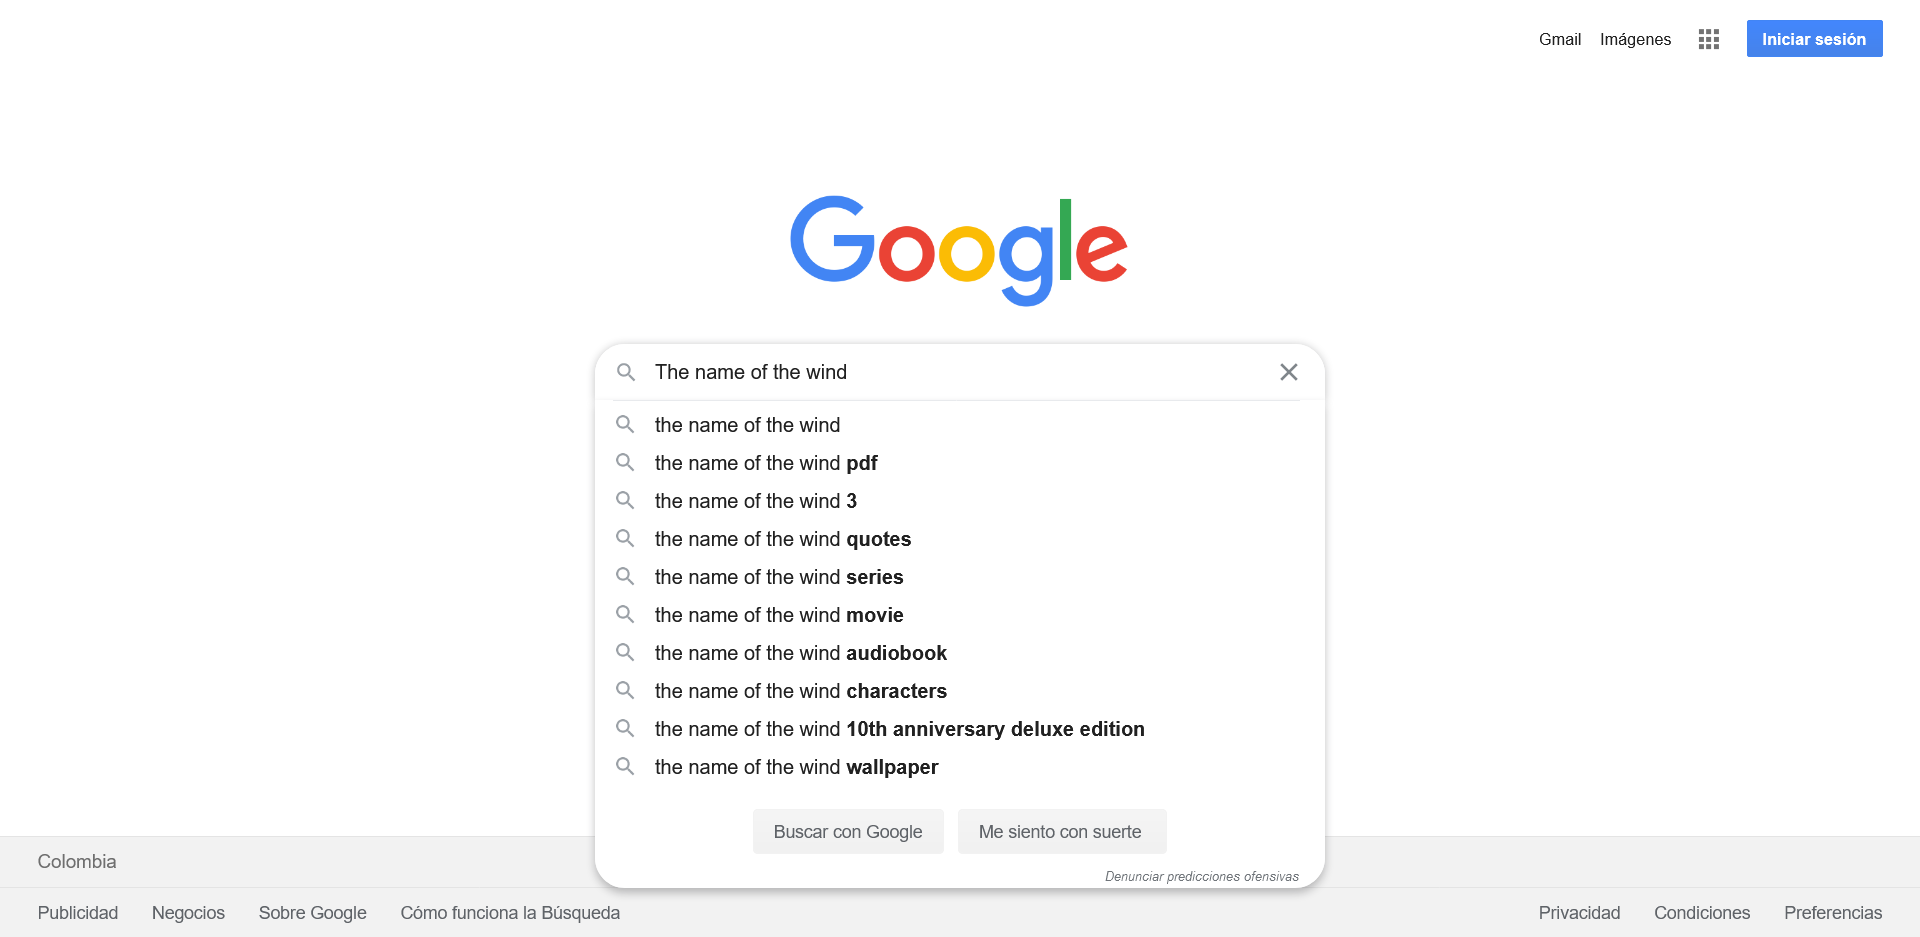 Gmail Imágenes Iniciar sesión
Google
The name of the wind
the name of the wind
the name of the wind pdf
the name of the wind 3
the name of the wind quotes
the name of the wind series
the name of the wind movie
the name of the wind audiobook
the name of the wind characters
the name of the wind 10th anniversary deluxe edition
the name of the wind wallpaper
Buscar con Google Me siento con suerte
Denunciar predicciones ofensivas
Colombia
Publicidad Negocios Sobre Google Cómo funciona la Búsqueda Privacidad Condiciones Preferencias